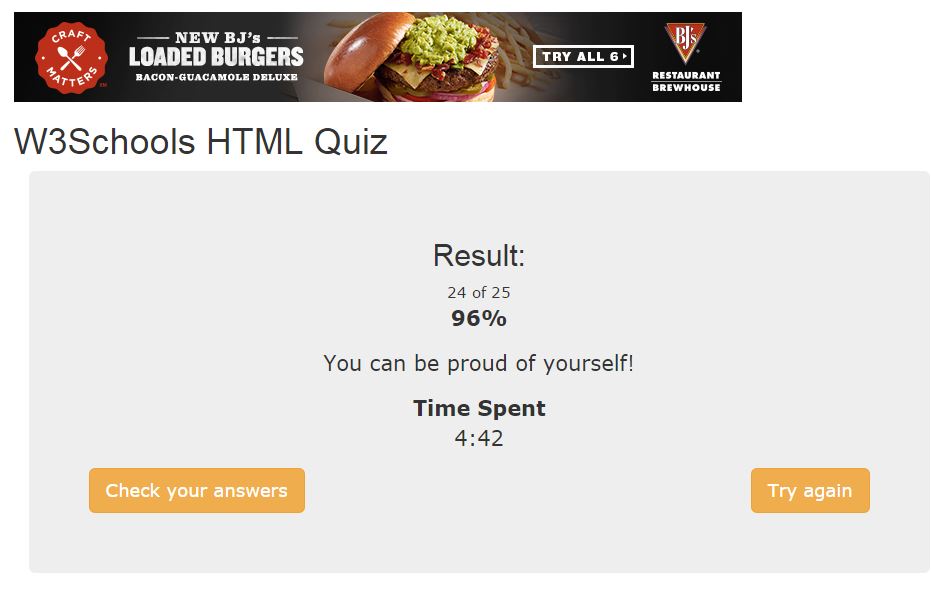 CRAFT MATTERS SM
NEW BJ's
LOADED BURGERS
BACON-GUACAMOLE DELUXE
TRY ALL 6
BJ's
RESTAURANT
BREWHOUSE
W3Schools HTML Quiz
Result:
24 of 25
96%
You can be proud of yourself!
Time Spent
4:42
Check your answers
Try again